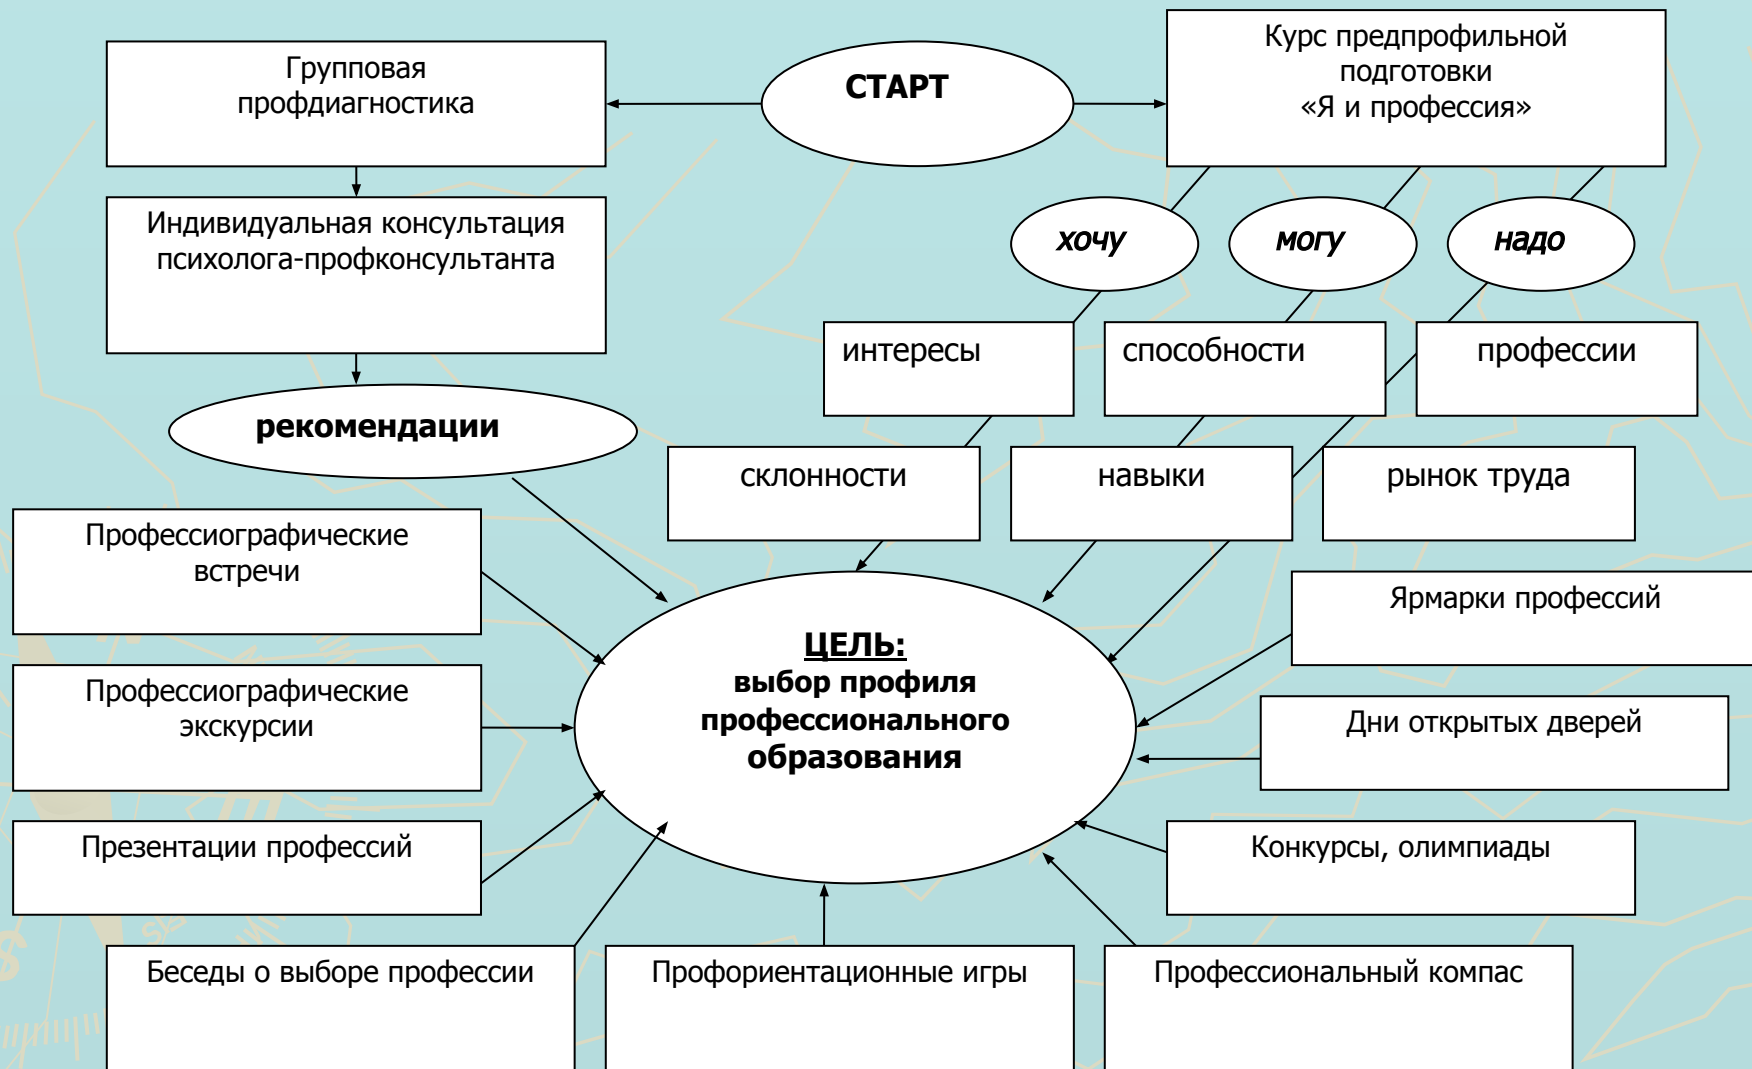 Групповая
профдиагностика
СТАРТ
Курс предпрофильной
подготовки
«Я и профессия»
Индивидуальная консультация
психолога-профконсультанта
хочу
могу
надо
интересы
способности
профессии
рекомендации
склонности
навыки
рынок труда
Профессиографические
встречи
Ярмарки профессий
ЦЕЛЬ:
выбор профиля
профессионального
образования
Профессиографические
экскурсии
Дни открытых дверей
Презентации профессий
Конкурсы, олимпиады
Беседы о выборе профессии
Профориентационные игры
Профессиональный компас